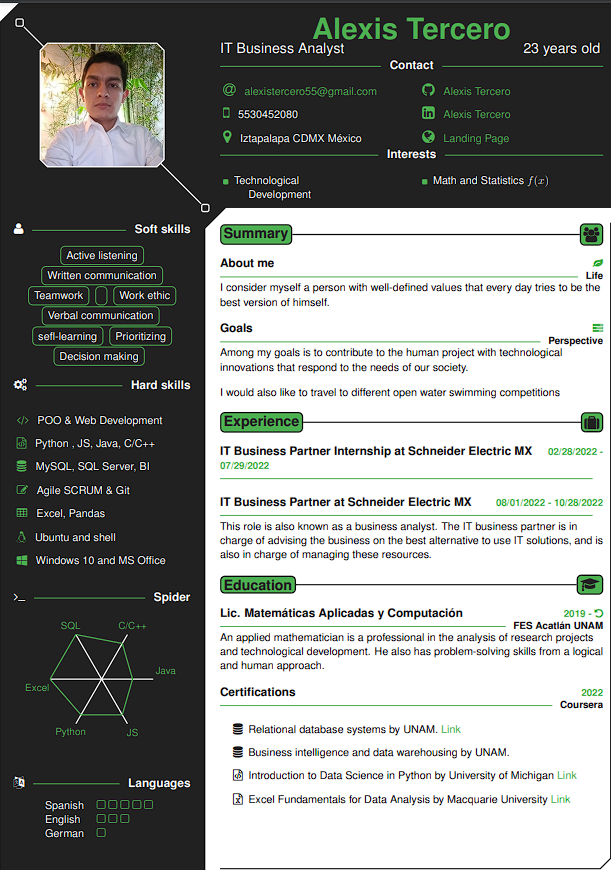 Alexis Tercero
IT Business Analyst
23 years old
Contact
alexistercero55@gmail.com
Alexis Tercero
5530452080
Alexis Tercero
Iztapalapa CDMX México
Landing Page
Interests
Technological
Development
Math and Statistics f(x)
Soft skills
Active listening
Written communication
Teamwork
Work ethic
Verbal communication
sefl-learning
Prioritizing
Decision making
Hard skills
POO & Web Development
Python , JS, Java, C/C++
MySQL, SQL Server, BI
Agile SCRUM & Git
Excel, Pandas
Ubuntu and shell
Windows 10 and MS Office
Spider
SQL
C/C++
Java
Excel
Python
JS
Languages
Spanish
English
German
Summary
About me
Life
I consider myself a person with well-defined values that every day tries to be the
best version of himself.
Goals
Perspective
Among my goals is to contribute to the human project with technological
innovations that respond to the needs of our society.
I would also like to travel to different open water swimming competitions
Experience
IT Business Partner Internship at Schneider Electric MX 02/28/2022 -
07/29/2022
IT Business Partner at Schneider Electric MX 08/01/2022 - 10/28/2022
This role is also known as a business analyst. The IT business partner is in
charge of advising the business on the best alternative to use IT solutions, and is
also in charge of managing these resources.
Education
Lic. Matemáticas Aplicadas y Computación 2019 -
FES Acatlán UNAM
An applied mathematician is a professional in the analysis of research projects
and technological development. He also has problem-solving skills from a logical
and human approach.
Certifications 2022
Coursera
Relational database systems by UNAM. Link
Business intelligence and data warehousing by UNAM.
Introduction to Data Science in Python by University of Michigan Link
Excel Fundamentals for Data Analysis by Macquarie University Link